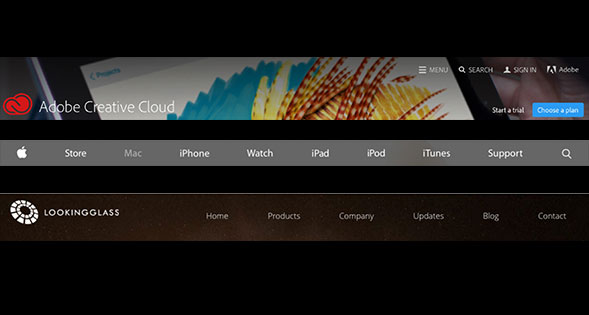 Projects
MENU SEARCH SIGN IN Adobe
Adobe Creative Cloud
Start a trial Choose a plan
Store Mac iPhone Watch iPad iPod iTunes Support
LOOKINGGLASS
Home Products Company Updates Blog Contact